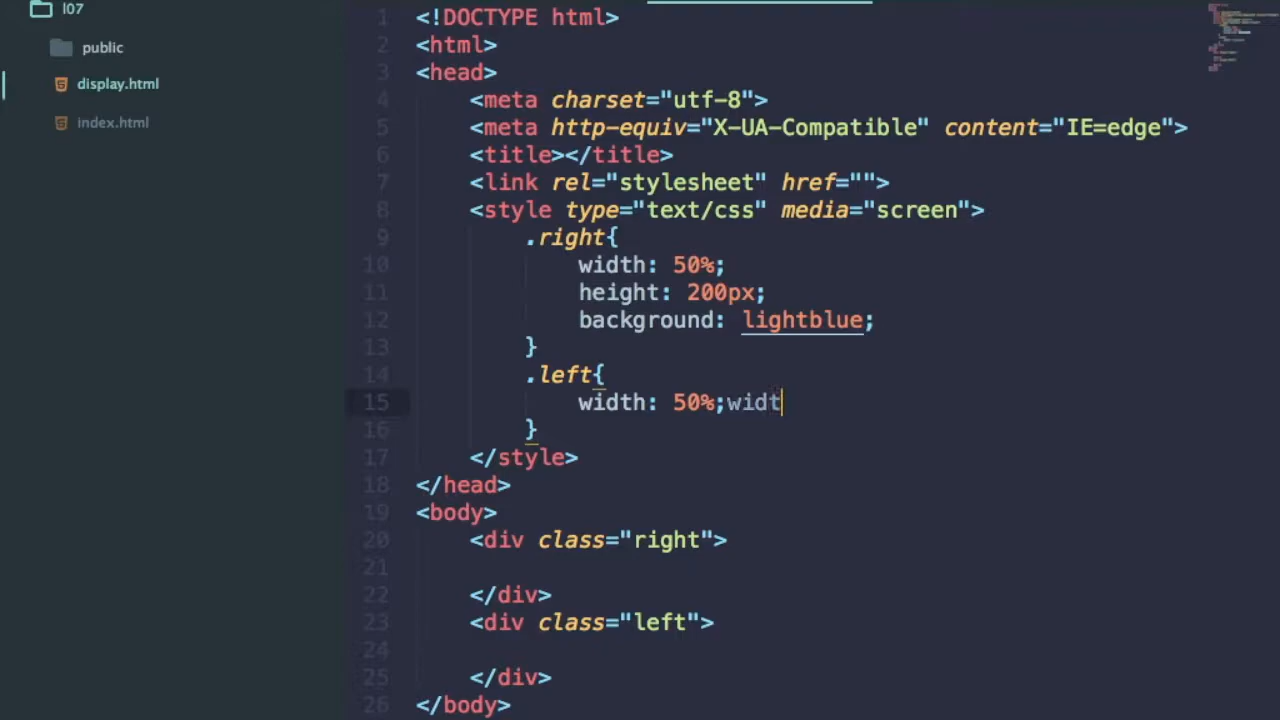 l07
public
display.html
index.html
1 <!DOCTYPE html>
2 <html>
3 <head>
4 <meta charset="utf-8">
5 <meta http-equiv="X-UA-Compatible" content="IE=edge">
6 <title></title>
7 <link rel="stylesheet" href="">
8 <style type="text/css" media="screen">
9 .right{
10 width: 50%;
11 height: 200px;
12 background: lightblue;
13 }
14 .left{
15 width: 50%;widt
16 }
17 </style>
18 </head>
19 <body>
20 <div class="right">
21
22 </div>
23 <div class="left">
24
25 </div>
26 </body>